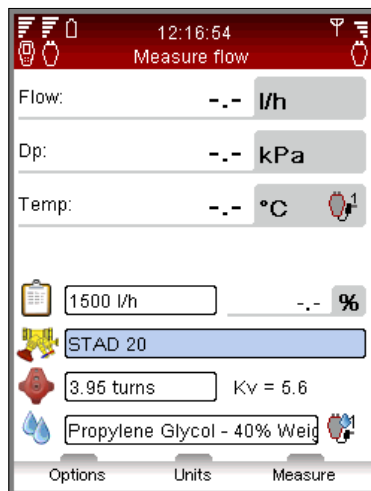 12:16:54
Measure flow
Flow: -.- l/h
Dp: -.- kPa
Temp: -.- °C 1
1500 l/h -.- %
STAD 20
3.95 turns Kv = 5.6
Propylene Glycol - 40% Weig
Options Units Measure